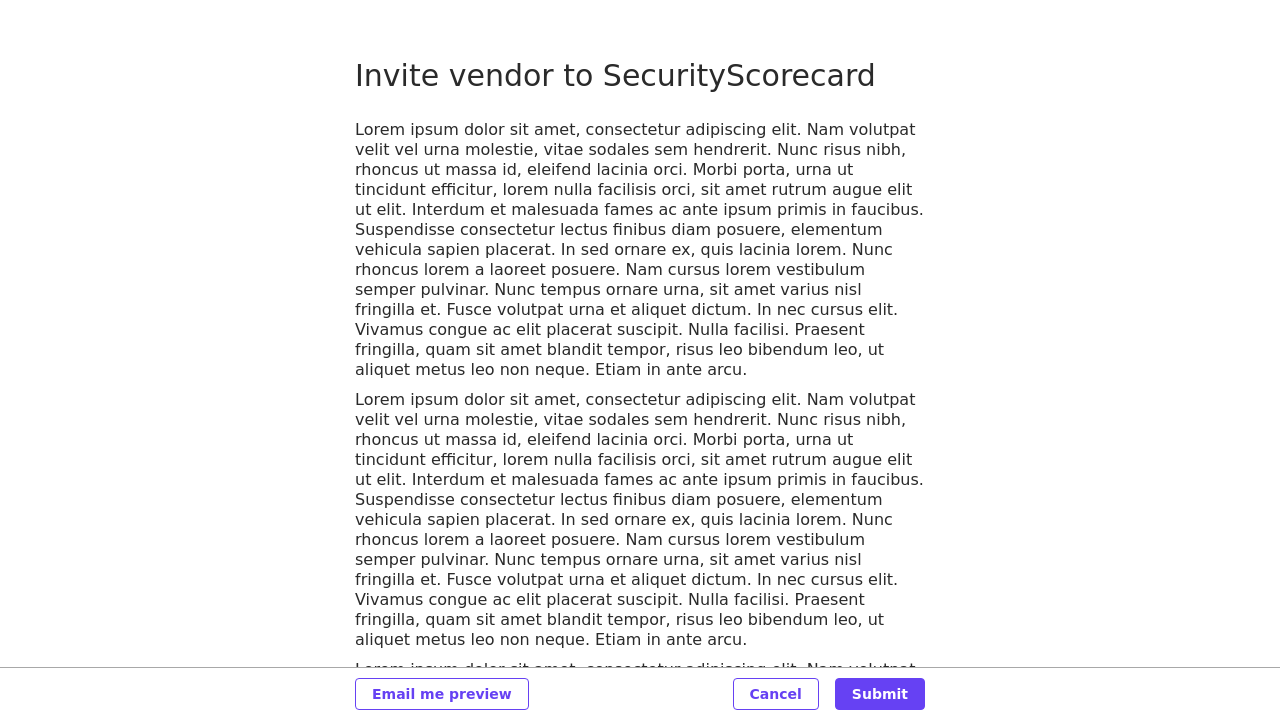 Invite vendor to SecurityScorecard
Lorem ipsum dolor sit amet, consectetur adipiscing elit. Nam volutpat
velit vel urna molestie, vitae sodales sem hendrerit. Nunc risus nibh,
rhoncus ut massa id, eleifend lacinia orci. Morbi porta, urna ut
tincidunt efficitur, lorem nulla facilisis orci, sit amet rutrum augue elit
ut elit. Interdum et malesuada fames ac ante ipsum primis in faucibus.
Suspendisse consectetur lectus finibus diam posuere, elementum
vehicula sapien placerat. In sed ornare ex, quis lacinia lorem. Nunc
rhoncus lorem a laoreet posuere. Nam cursus lorem vestibulum
semper pulvinar. Nunc tempus ornare urna, sit amet varius nisl
fringilla et. Fusce volutpat urna et aliquet dictum. In nec cursus elit.
Vivamus congue ac elit placerat suscipit. Nulla facilisi. Praesent
fringilla, quam sit amet blandit tempor, risus leo bibendum leo, ut
aliquet metus leo non neque. Etiam in ante arcu.
Lorem ipsum dolor sit amet, consectetur adipiscing elit. Nam volutpat
velit vel urna molestie, vitae sodales sem hendrerit. Nunc risus nibh,
rhoncus ut massa id, eleifend lacinia orci. Morbi porta, urna ut
tincidunt efficitur, lorem nulla facilisis orci, sit amet rutrum augue elit
ut elit. Interdum et malesuada fames ac ante ipsum primis in faucibus.
Suspendisse consectetur lectus finibus diam posuere, elementum
vehicula sapien placerat. In sed ornare ex, quis lacinia lorem. Nunc
rhoncus lorem a laoreet posuere. Nam cursus lorem vestibulum
semper pulvinar. Nunc tempus ornare urna, sit amet varius nisl
fringilla et. Fusce volutpat urna et aliquet dictum. In nec cursus elit.
Vivamus congue ac elit placerat suscipit. Nulla facilisi. Praesent
fringilla, quam sit amet blandit tempor, risus leo bibendum leo, ut
aliquet metus leo non neque. Etiam in ante arcu.
Email me preview
Cancel
Submit